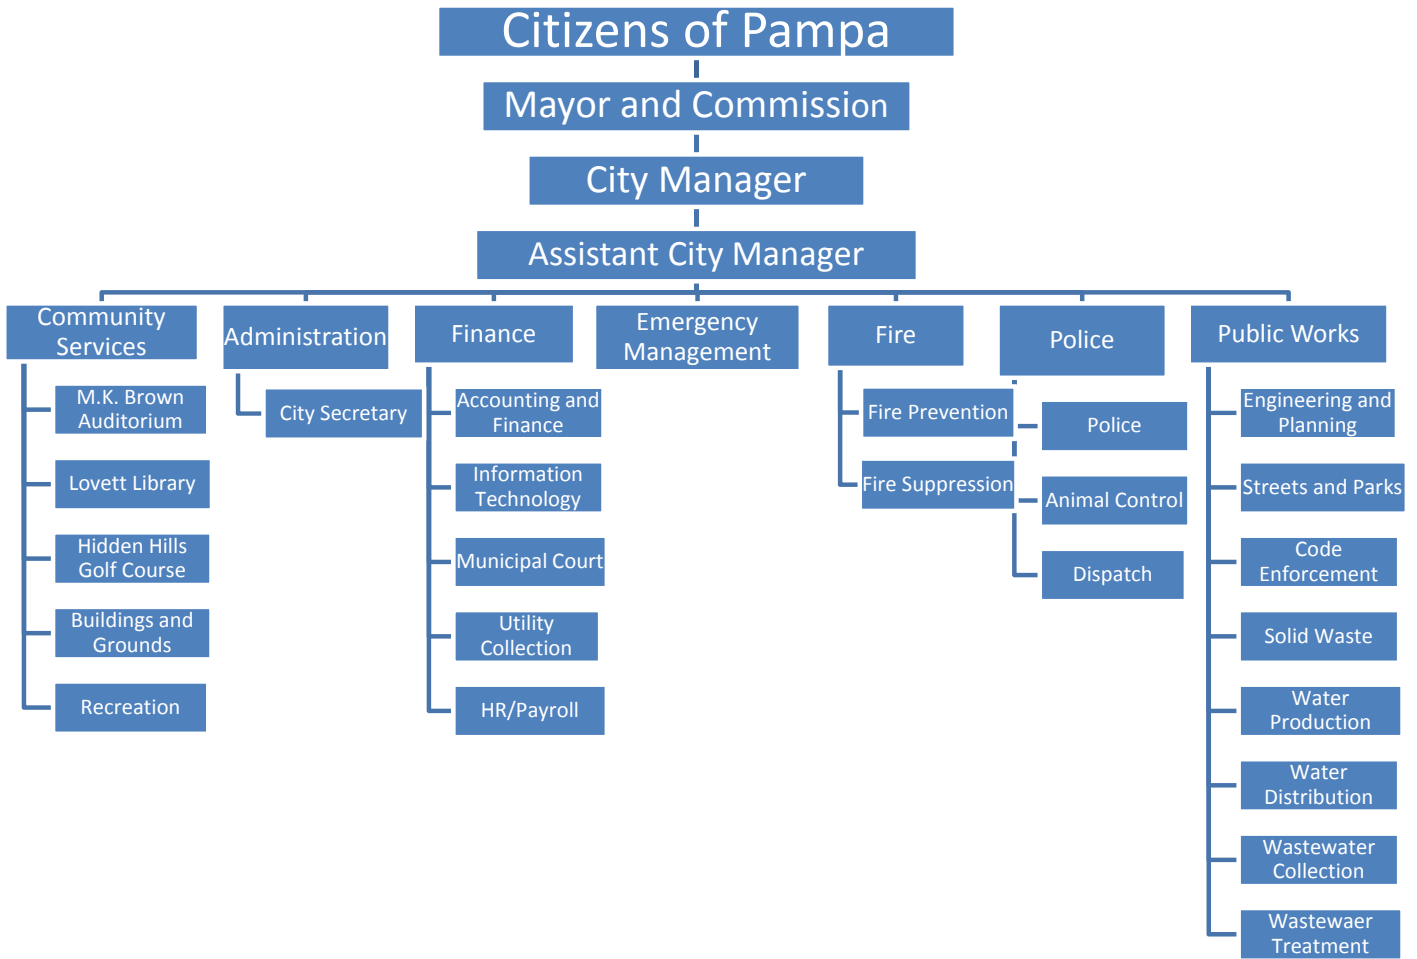 Citizens of Pampa
Mayor and Commission
City Manager
Assistant City Manager
Community
Services
Administration
Finance
Emergency
Management
Fire
Police
Public Works
M.K. Brown
Auditorium
Lovett Library
Hidden Hills
Golf Course
Buildings and
Grounds
Recreation
City Secretary
Accounting and
Finance
Information
Technology
Municipal Court
Utility
Collection
HR/Payroll
Fire Prevention
Fire Suppression
Police
Animal Control
Dispatch
Engineering and
Planning
Streets and Parks
Code
Enforcement
Solid Waste
Water
Production
Water
Distribution
Wastewater
Collection
Wastewaer
Treatment